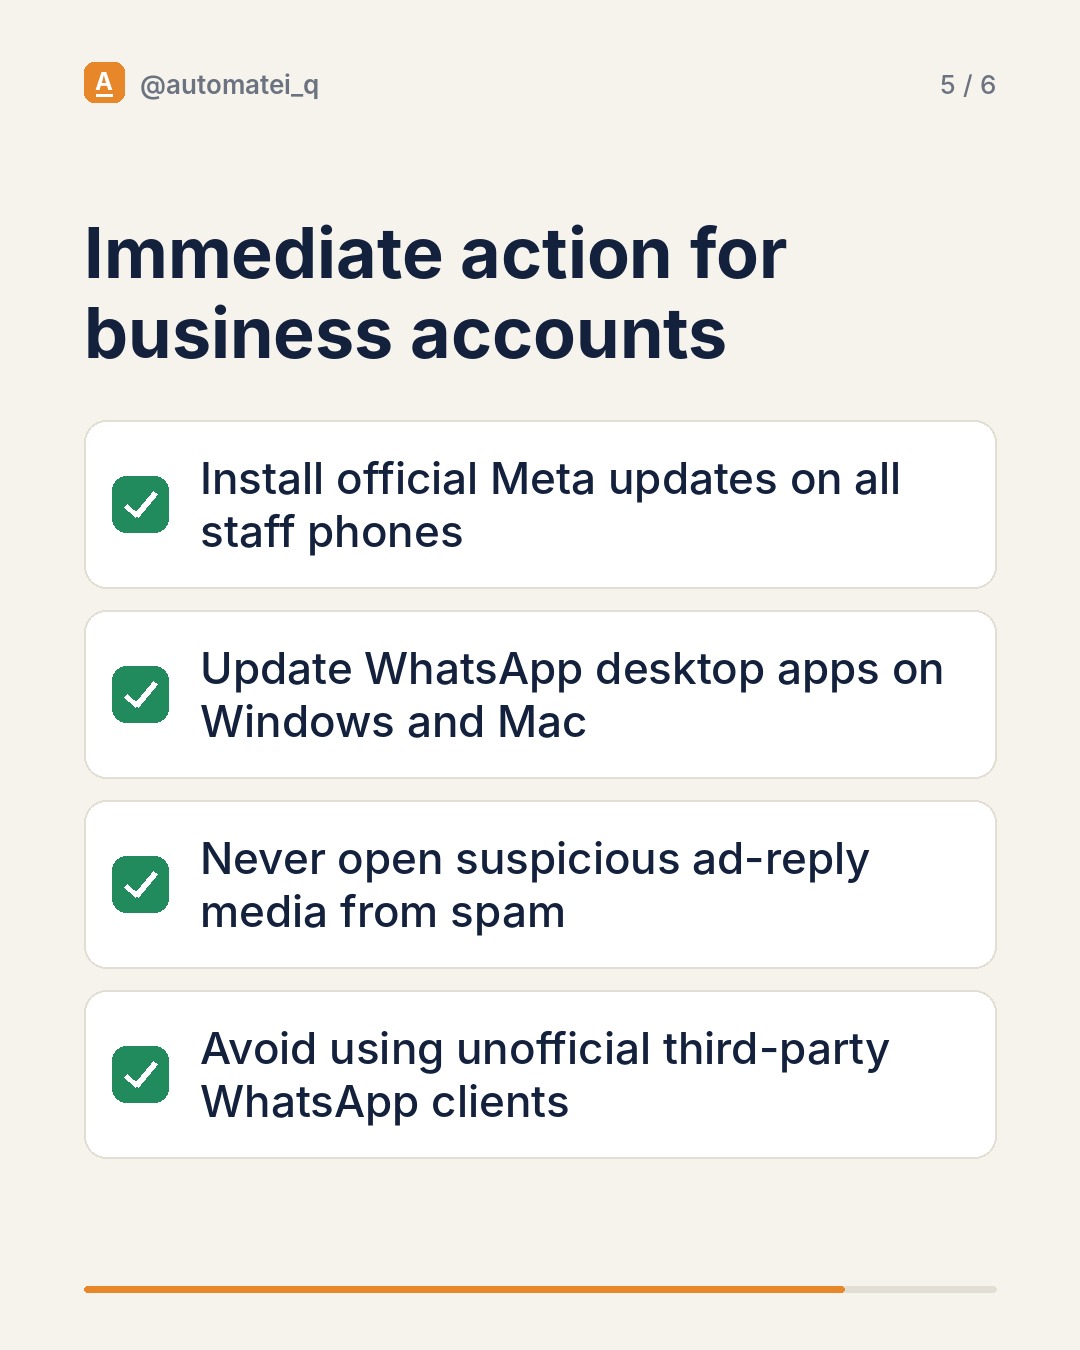 A @automatei_q
5 / 6
Immediate action for
business accounts
Install official Meta updates on all
staff phones
Update WhatsApp desktop apps on
Windows and Mac
Never open suspicious ad-reply
media from spam
Avoid using unofficial third-party
WhatsApp clients